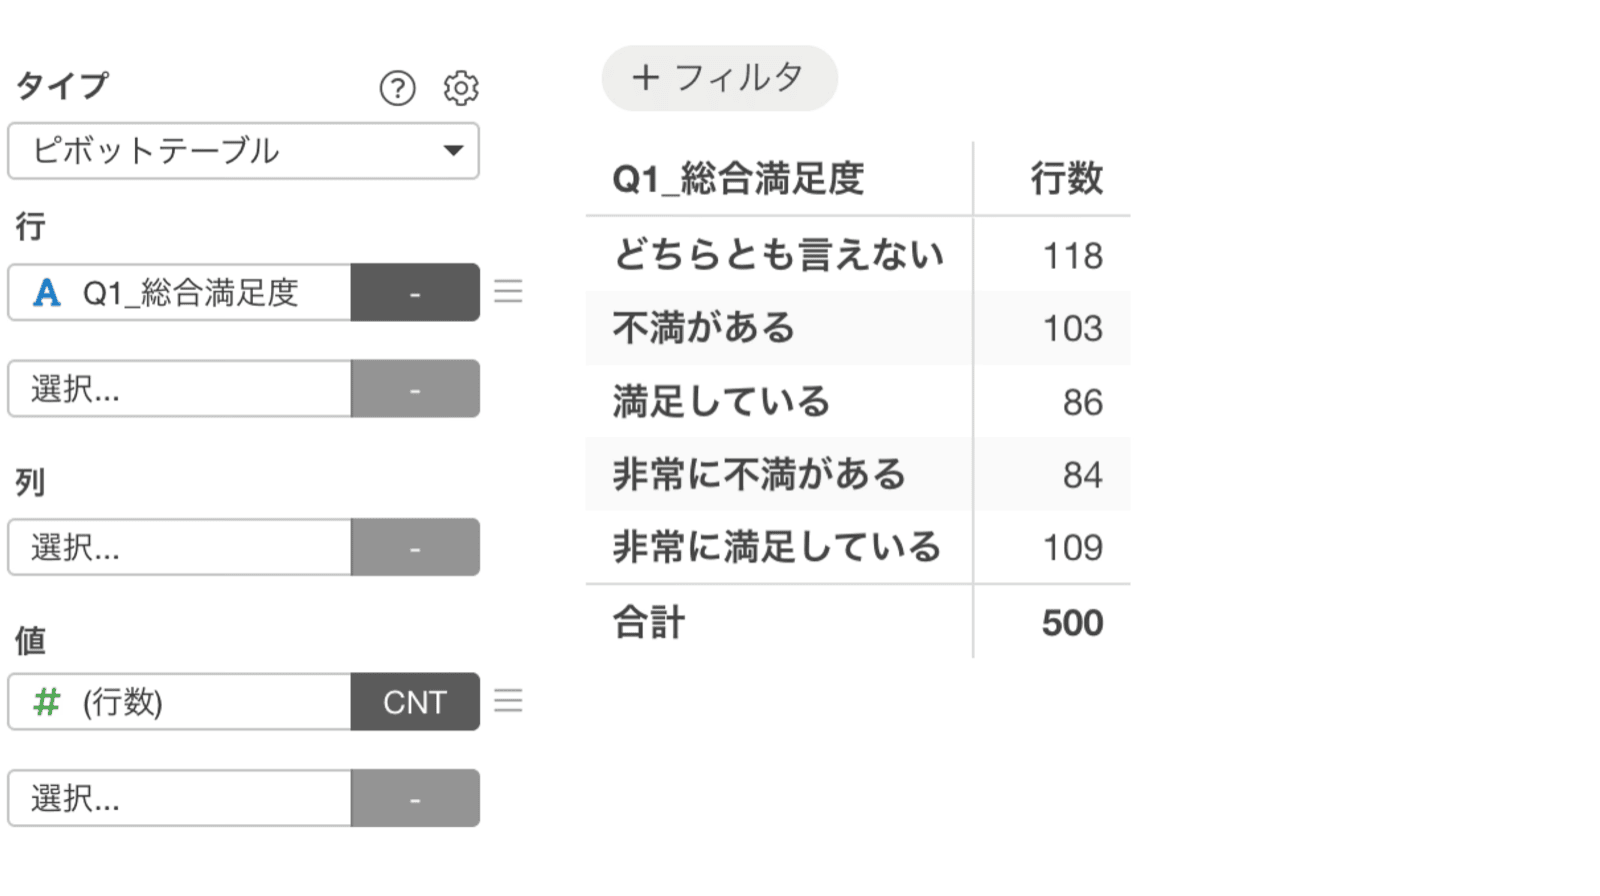 タイプ
ピボットテーブル
行
A Q1_総合満足度 -
選択... -
列
選択... -
値
# (行数) CNT
選択... -
+ フィルタ
Q1_総合満足度 行数
どちらとも言えない 118
不満がある 103
満足している 86
非常に不満がある 84
非常に満足している 109
合計 500